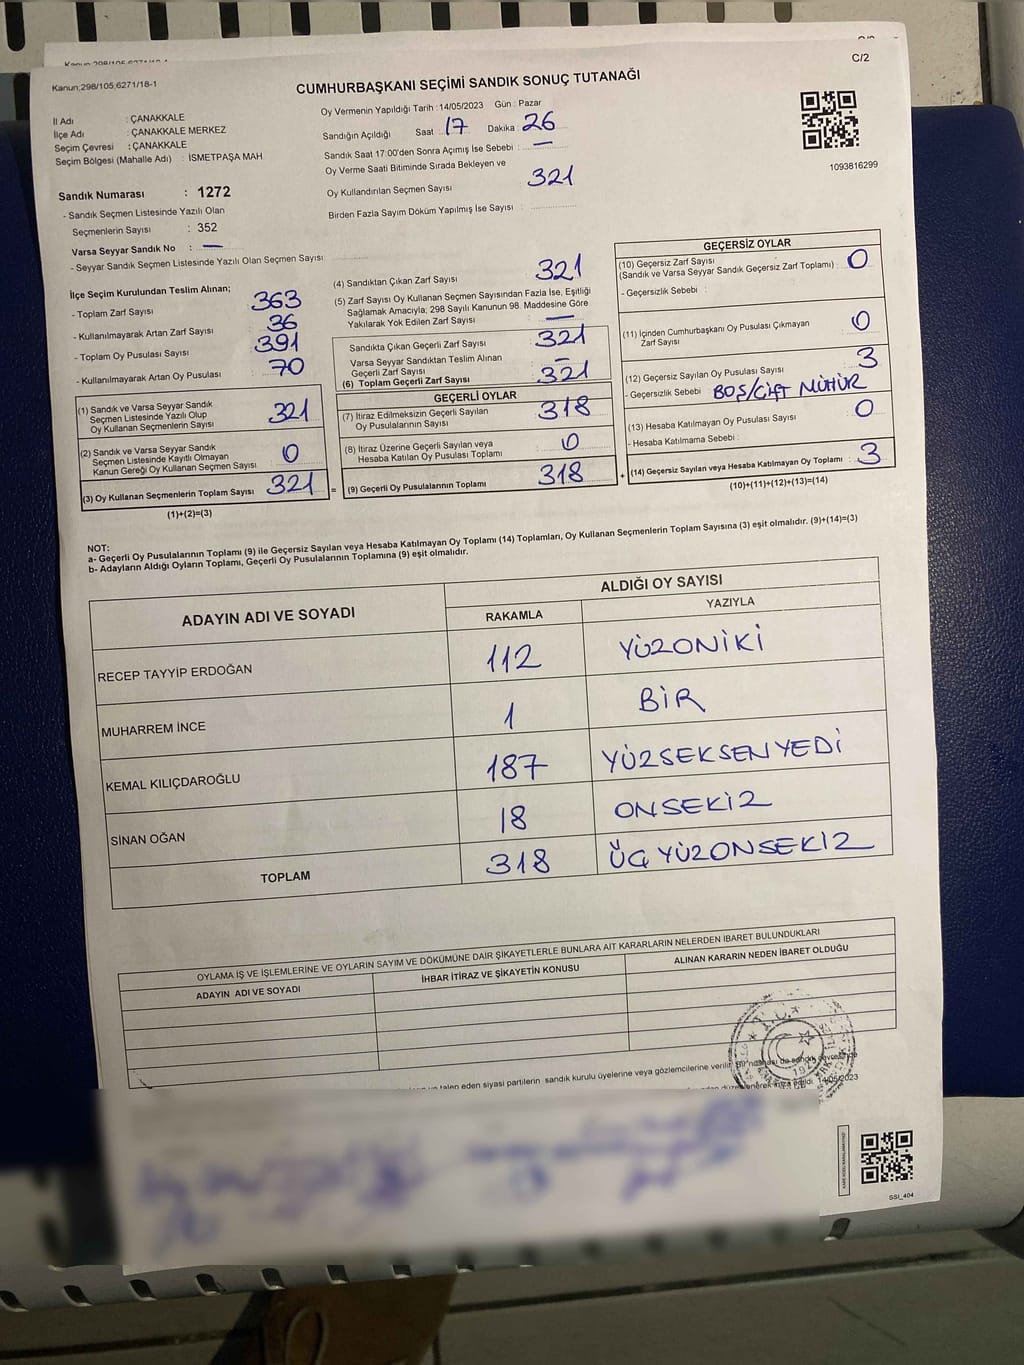 C/2
Kanun;298/105;6271/18-1
CUMHURBAŞKANI SEÇİMİ SANDIK SONUÇ TUTANAĞI
İl Adı : ÇANAKKALE
İlçe Adı : ÇANAKKALE MERKEZ
Seçim Çevresi : ÇANAKKALE
Seçim Bölgesi (Mahalle Adı) : İSMETPAŞA MAH
Oy Vermenin Yapıldığı Tarih : 14/05/2023 Gün : Pazar
Sandığın Açıldığı Saat : 17 Dakika : 26
Sandık Saat 17:00'den Sonra Açımış İse Sebebi : —
Oy Verme Saati Bitiminde Sırada Bekleyen ve
Oy Kullandırılan Seçmen Sayısı 321
Birden Fazla Sayım Döküm Yapılmış İse Sayısı :
1093816299
Sandık Numarası : 1272
- Sandık Seçmen Listesinde Yazılı Olan
Seçmenlerin Sayısı : 352
Varsa Seyyar Sandık No : —
- Seyyar Sandık Seçmen Listesinde Yazılı Olan Seçmen Sayısı :
İlçe Seçim Kurulundan Teslim Alınan;
- Toplam Zarf Sayısı 363
- Kullanılmayarak Artan Zarf Sayısı : 36
- Toplam Oy Pusulası Sayısı 391
- Kullanılmayarak Artan Oy Pusulası : 70
(1) Sandık ve Varsa Seyyar Sandık
Seçmen Listesinde Yazılı Olup
Oy Kullanan Seçmenlerin Sayısı 321
(2) Sandık ve Varsa Seyyar Sandık
Seçmen Listesinde Kayıtlı Olmayan
Kanun Gereği Oy Kullanan Seçmen Sayısı 0
(3) Oy Kullanan Seçmenlerin Toplam Sayısı 321
(1)+(2)=(3)
(4) Sandıktan Çıkan Zarf Sayısı 321
(5) Zarf Sayısı Oy Kullanan Seçmen Sayısından Fazla İse, Eşitliği
Sağlamak Amacıyla, 298 Sayılı Kanunun 98. Maddesine Göre
Yakılarak Yok Edilen Zarf Sayısı : —
Sandıkta Çıkan Geçerli Zarf Sayısı 321
Varsa Seyyar Sandıktan Teslim Alınan
Geçerli Zarf Sayısı —
(6) Toplam Geçerli Zarf Sayısı 321
GEÇERLİ OYLAR
(7) İtiraz Edilmeksizin Geçerli Sayılan
Oy Pusulalarının Sayısı 318
(8) İtiraz Üzerine Geçerli Sayılan veya
Hesaba Katılan Oy Pusulası Toplamı 0
= (9) Geçerli Oy Pusulalarının Toplamı 318
GEÇERSİZ OYLAR
(10) Geçersiz Zarf Sayısı
(Sandık ve Varsa Seyyar Sandık Geçersiz Zarf Toplamı) : 0
- Geçersizlik Sebebi :
(11) İçinden Cumhurbaşkanı Oy Pusulası Çıkmayan
Zarf Sayısı 0
(12) Geçersiz Sayılan Oy Pusulası Sayısı 3
- Geçersizlik Sebebi BOŞ/ÇİFT MÜHÜR
(13) Hesaba Katılmayan Oy Pusulası Sayısı 0
- Hesaba Katılmama Sebebi :
+ (14) Geçersiz Sayılan veya Hesaba Katılmayan Oy Toplamı : 3
(10)+(11)+(12)+(13)=(14)
NOT:
a- Geçerli Oy Pusulalarının Toplamı (9) ile Geçersiz Sayılan veya Hesaba Katılmayan Oy Toplamı (14) Toplamları, Oy Kullanan Seçmenlerin Toplam Sayısına (3) eşit olmalıdır. (9)+(14)=(3)
b- Adayların Aldığı Oyların Toplamı, Geçerli Oy Pusulalarının Toplamına (9) eşit olmalıdır.
ADAYIN ADI VE SOYADI
ALDIĞI OY SAYISI
RAKAMLA YAZIYLA
RECEP TAYYİP ERDOĞAN 112 YÜZONİKİ
MUHARREM İNCE 1 BİR
KEMAL KILIÇDAROĞLU 187 YÜZSEKSENYEDİ
SİNAN OĞAN 18 ONSEKİZ
TOPLAM 318 ÜÇYÜZONSEKİZ
OYLAMA İŞ VE İŞLEMLERİNE VE OYLARIN SAYIM VE DÖKÜMÜNE DAİR ŞİKAYETLERLE BUNLARA AİT KARARLARIN NELERDEN İBARET BULUNDUKLARI
ADAYIN ADI VE SOYADI İHBAR İTİRAZ VE ŞİKAYETİN KONUSU ALINAN KARARIN NEDEN İBARET OLDUĞU
T.C.
1923
talep eden siyasi partilerin sandık kurulu üyelerine veya gözlemcilerine
14/05/2023
SSİ_404